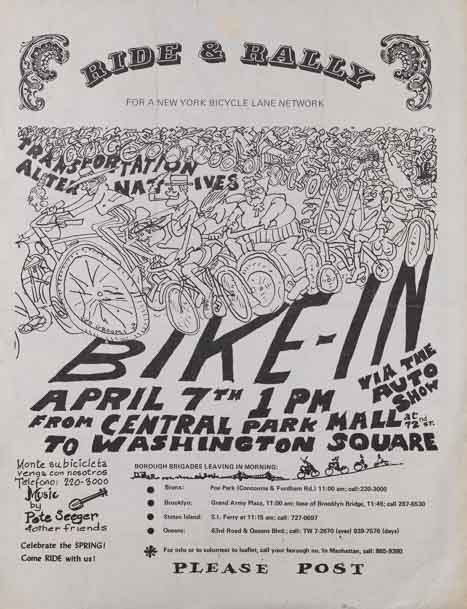 RIDE & RALLY
FOR A NEW YORK BICYCLE LANE NETWORK
TRANSPORTATION
ALTERNATIVES
BIKE-IN
APRIL 7TH 1 PM
VIA THE
AUTO
SHOW
FROM CENTRAL PARK MALL at 72nd ST.
TO WASHINGTON SQUARE
Monte su bicicleta
venga con nosotros
Telefono: 220-3000
Music
by
Pete Seeger
& other friends
Celebrate the SPRING!
Come RIDE with us!
BOROUGH BRIGADES LEAVING IN MORNING:
Bronx: Poe Park (Concourse & Fordham Rd.) 11:00 am; call: 220-3000
Brooklyn: Grand Army Plaza, 11:00 am; base of Brooklyn Bridge, 11:45; call 287-6530
Staten Island: S.I. Ferry at 11:15 am; call: 727-0097
Queens: 63rd Road & Queens Blvd.; call: TW 7-2670 (eves) 939-7576 (days)
For info or to volunteer to leaflet, call your borough no. In Manhattan, call: 865-9380
PLEASE POST